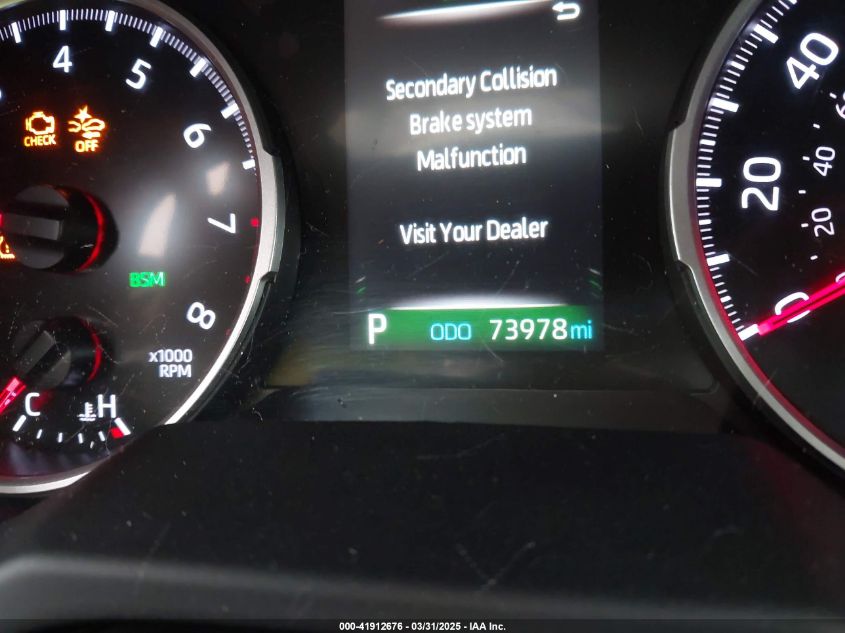 4
5
6
7
8
x1000
RPM
CHECK
OFF
BSM
C
H
Secondary Collision
Brake system
Malfunction
Visit Your Dealer
P ODO 73978 mi
40
20
0
40
20
000-41912676 - 03/31/2025 - IAA Inc.